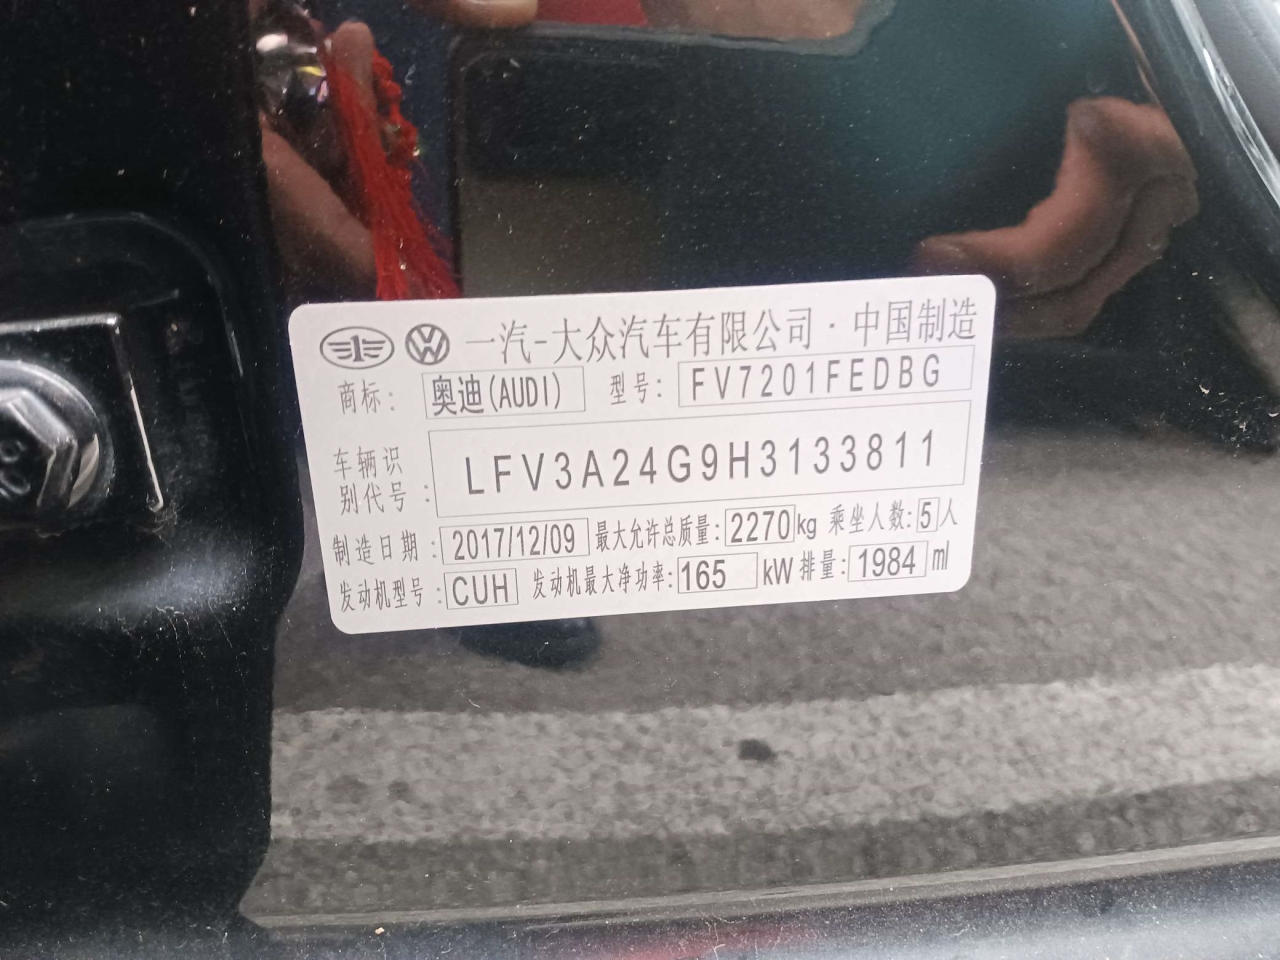 一汽-大众汽车有限公司·中国制造
商标: 奥迪(AUDI) 型号: FV7201FEDBG
车辆识
别代号: LFV3A24G9H3133811
制造日期: 2017/12/09 最大允许总质量: 2270kg 乘坐人数: 5人
发动机型号: CUH 发动机最大净功率: 165 kW 排量: 1984 ml